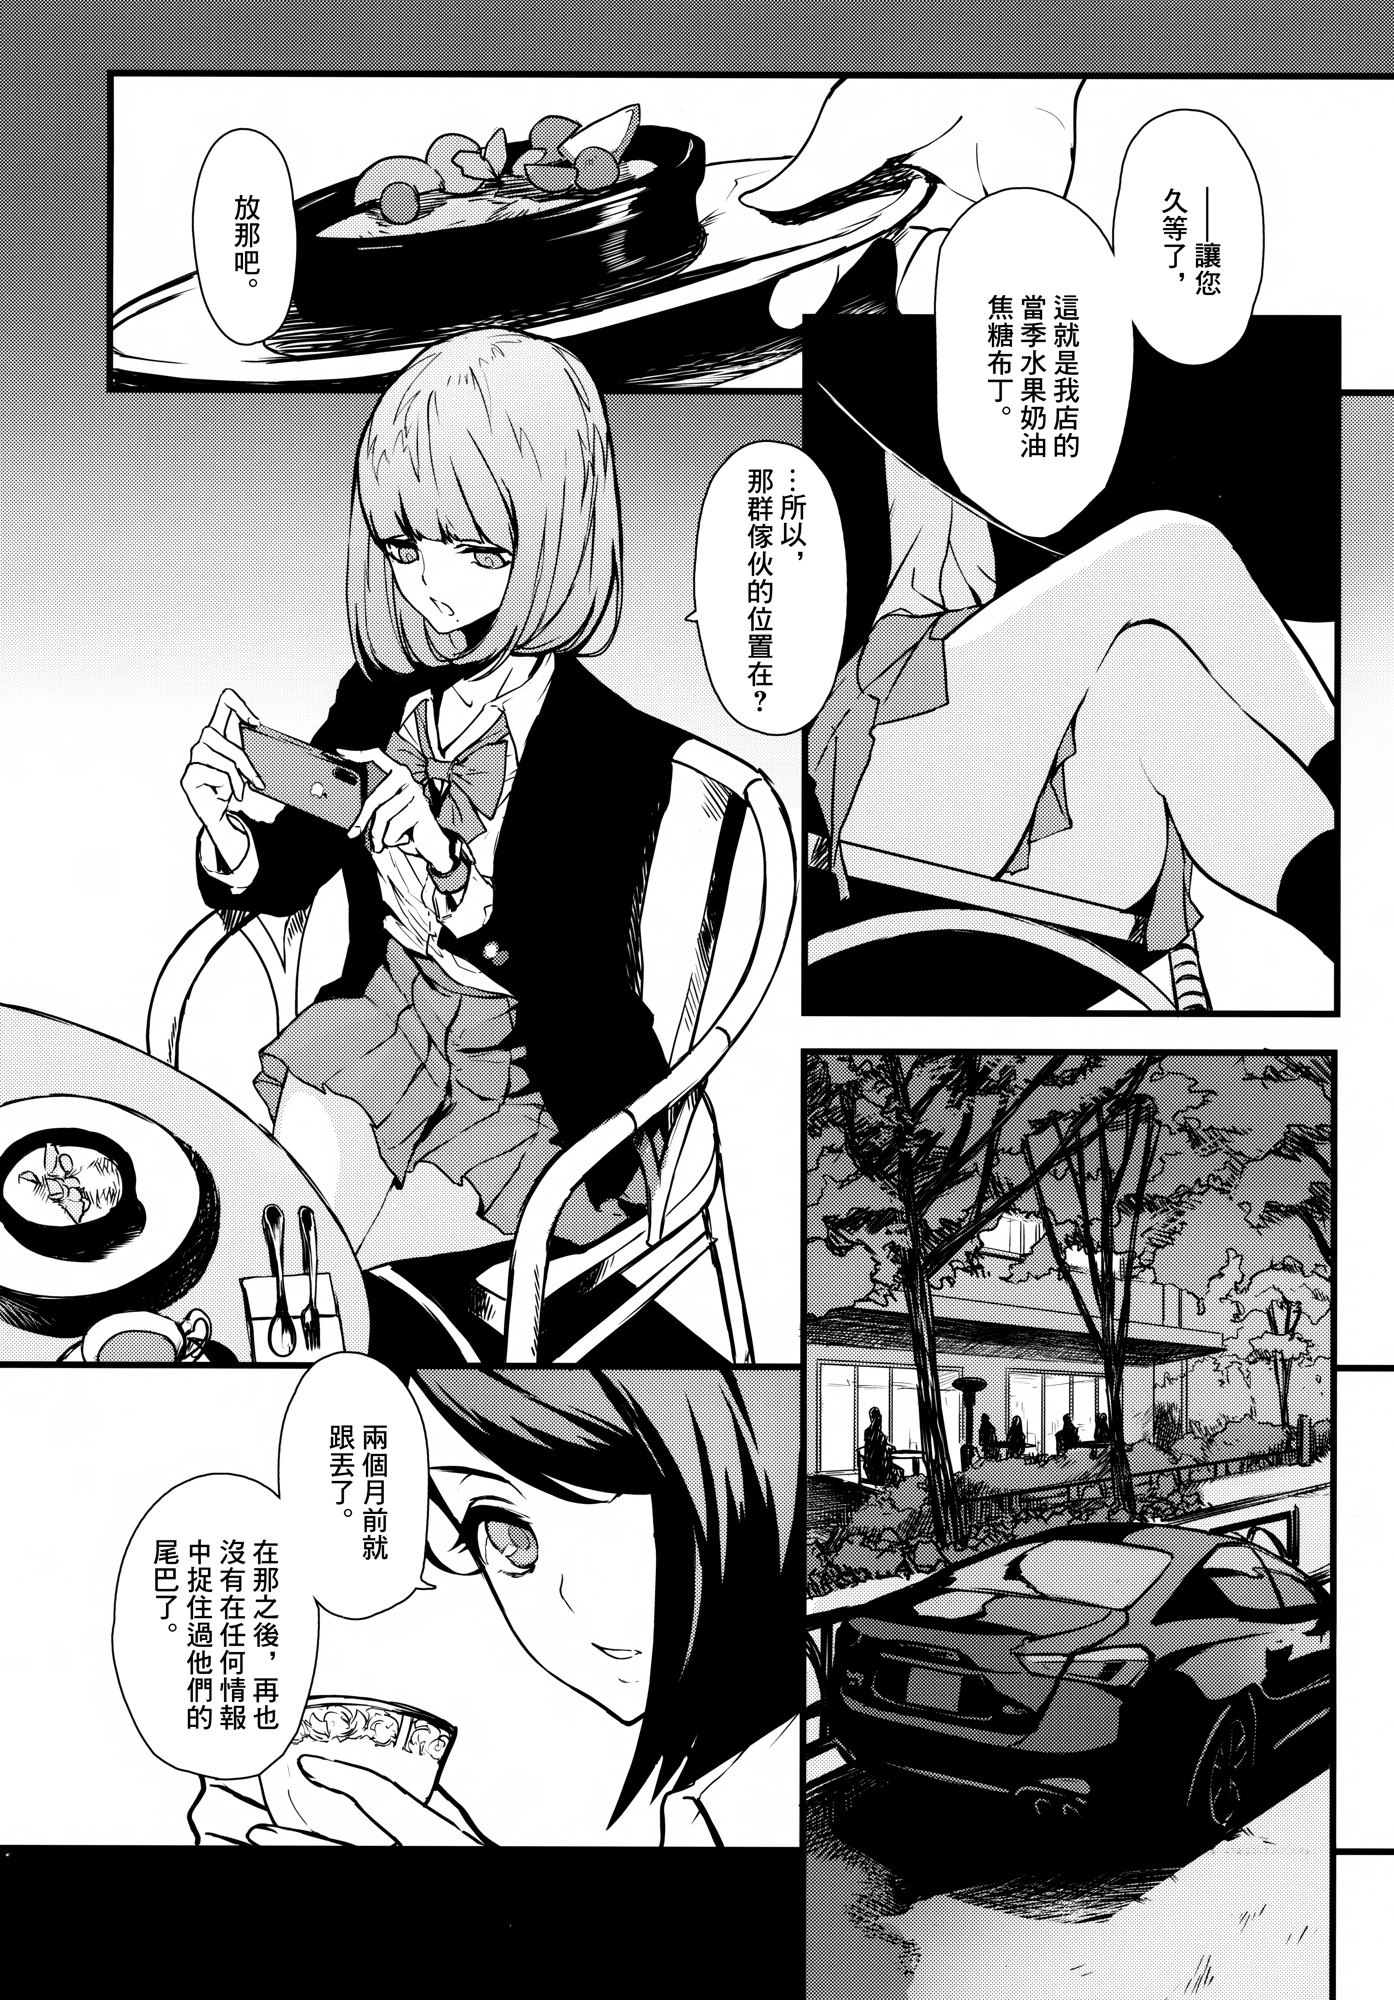 ——讓您
久等了，
這就是我店的
當季水果奶油
焦糖布丁。
放那吧。
…所以，
那群傢伙的位置在？
兩個月前就
跟丟了。
在那之後，再也
沒有在任何情報
中捉住過他們的
尾巴了。